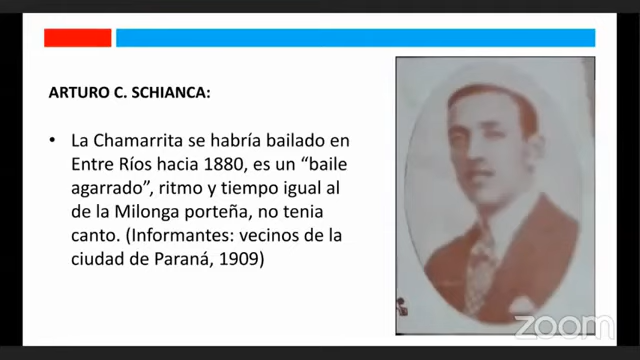 ARTURO C. SCHIANCA:
• La Chamarrita se habría bailado en
Entre Ríos hacia 1880, es un “baile
agarrado”, ritmo y tiempo igual al
de la Milonga porteña, no tenia
canto. (Informantes: vecinos de la
ciudad de Paraná, 1909)
zoom